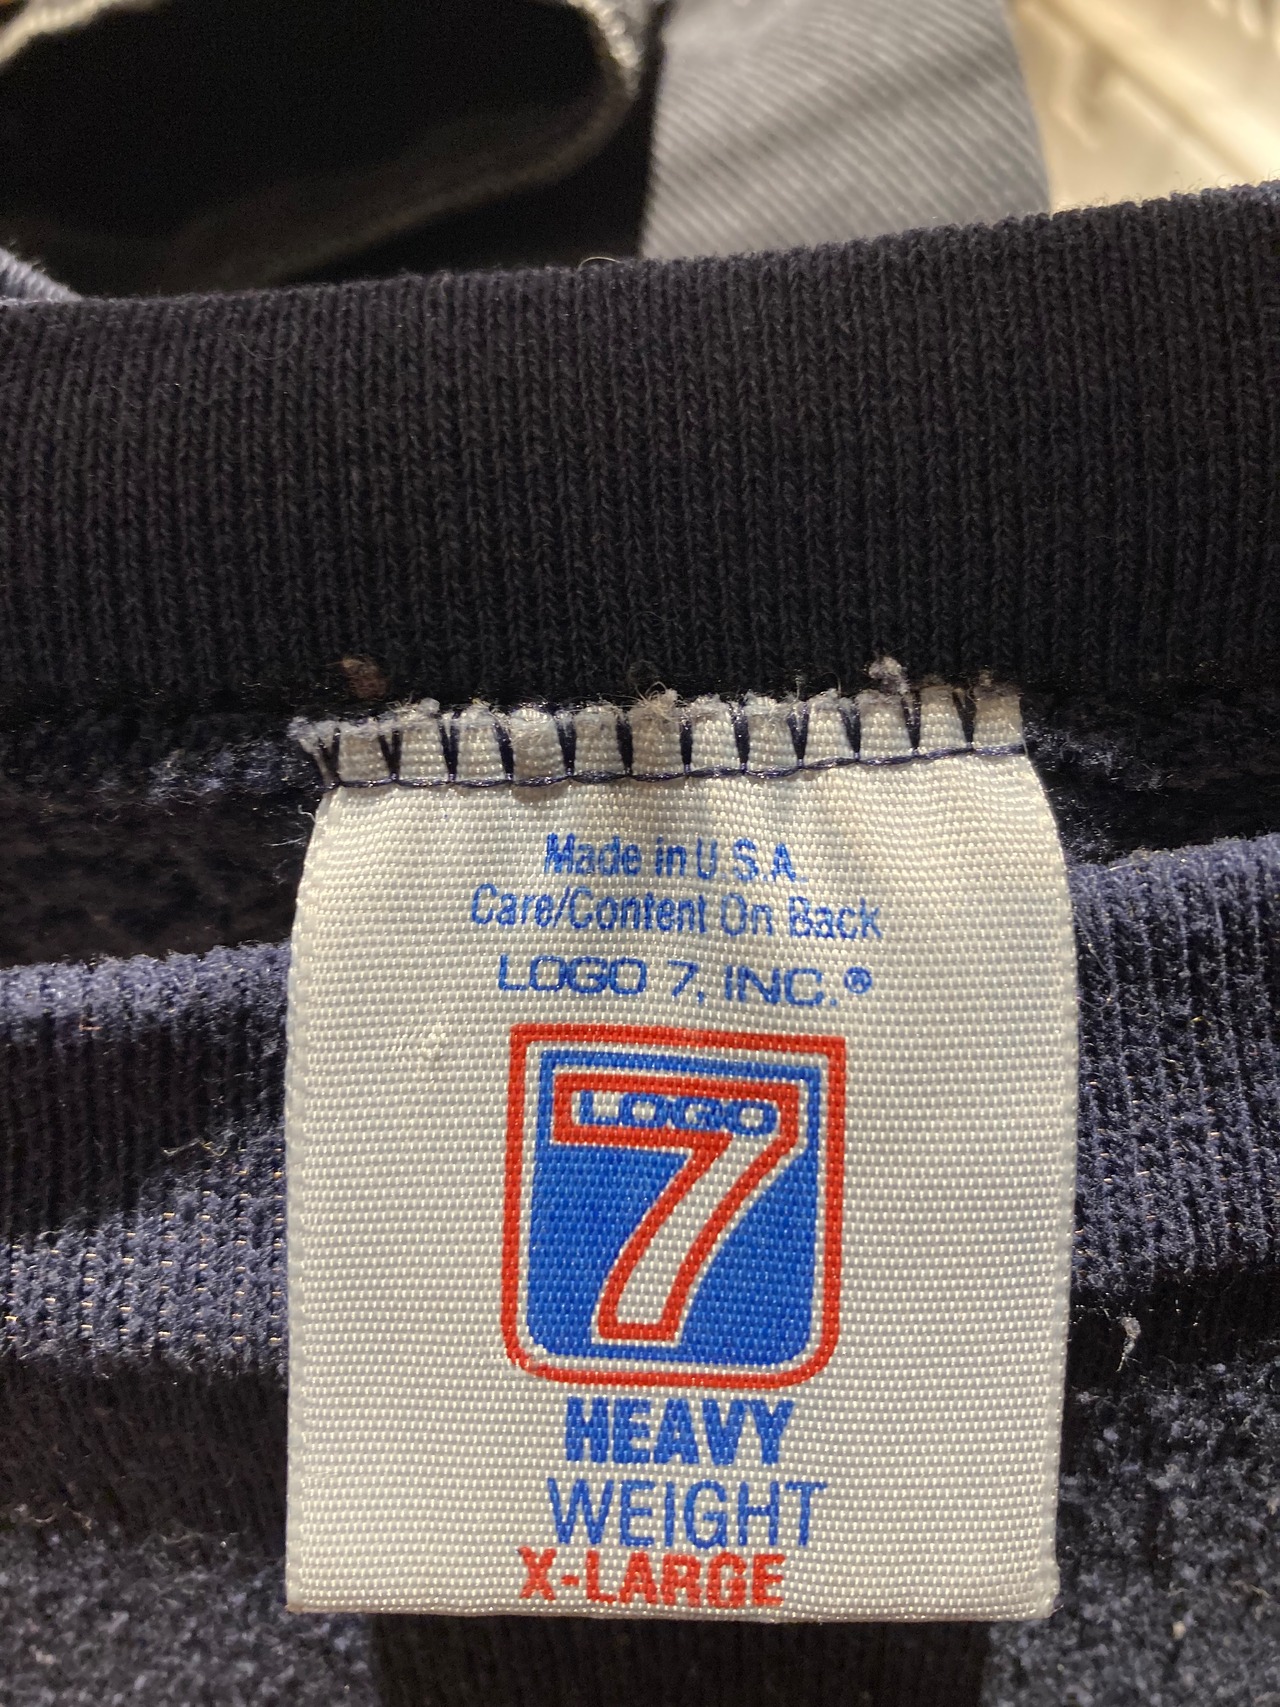 Made in U.S.A.
Care/Content On Back
LOGO 7, INC.®
LOGO
7
HEAVY
WEIGHT
X-LARGE